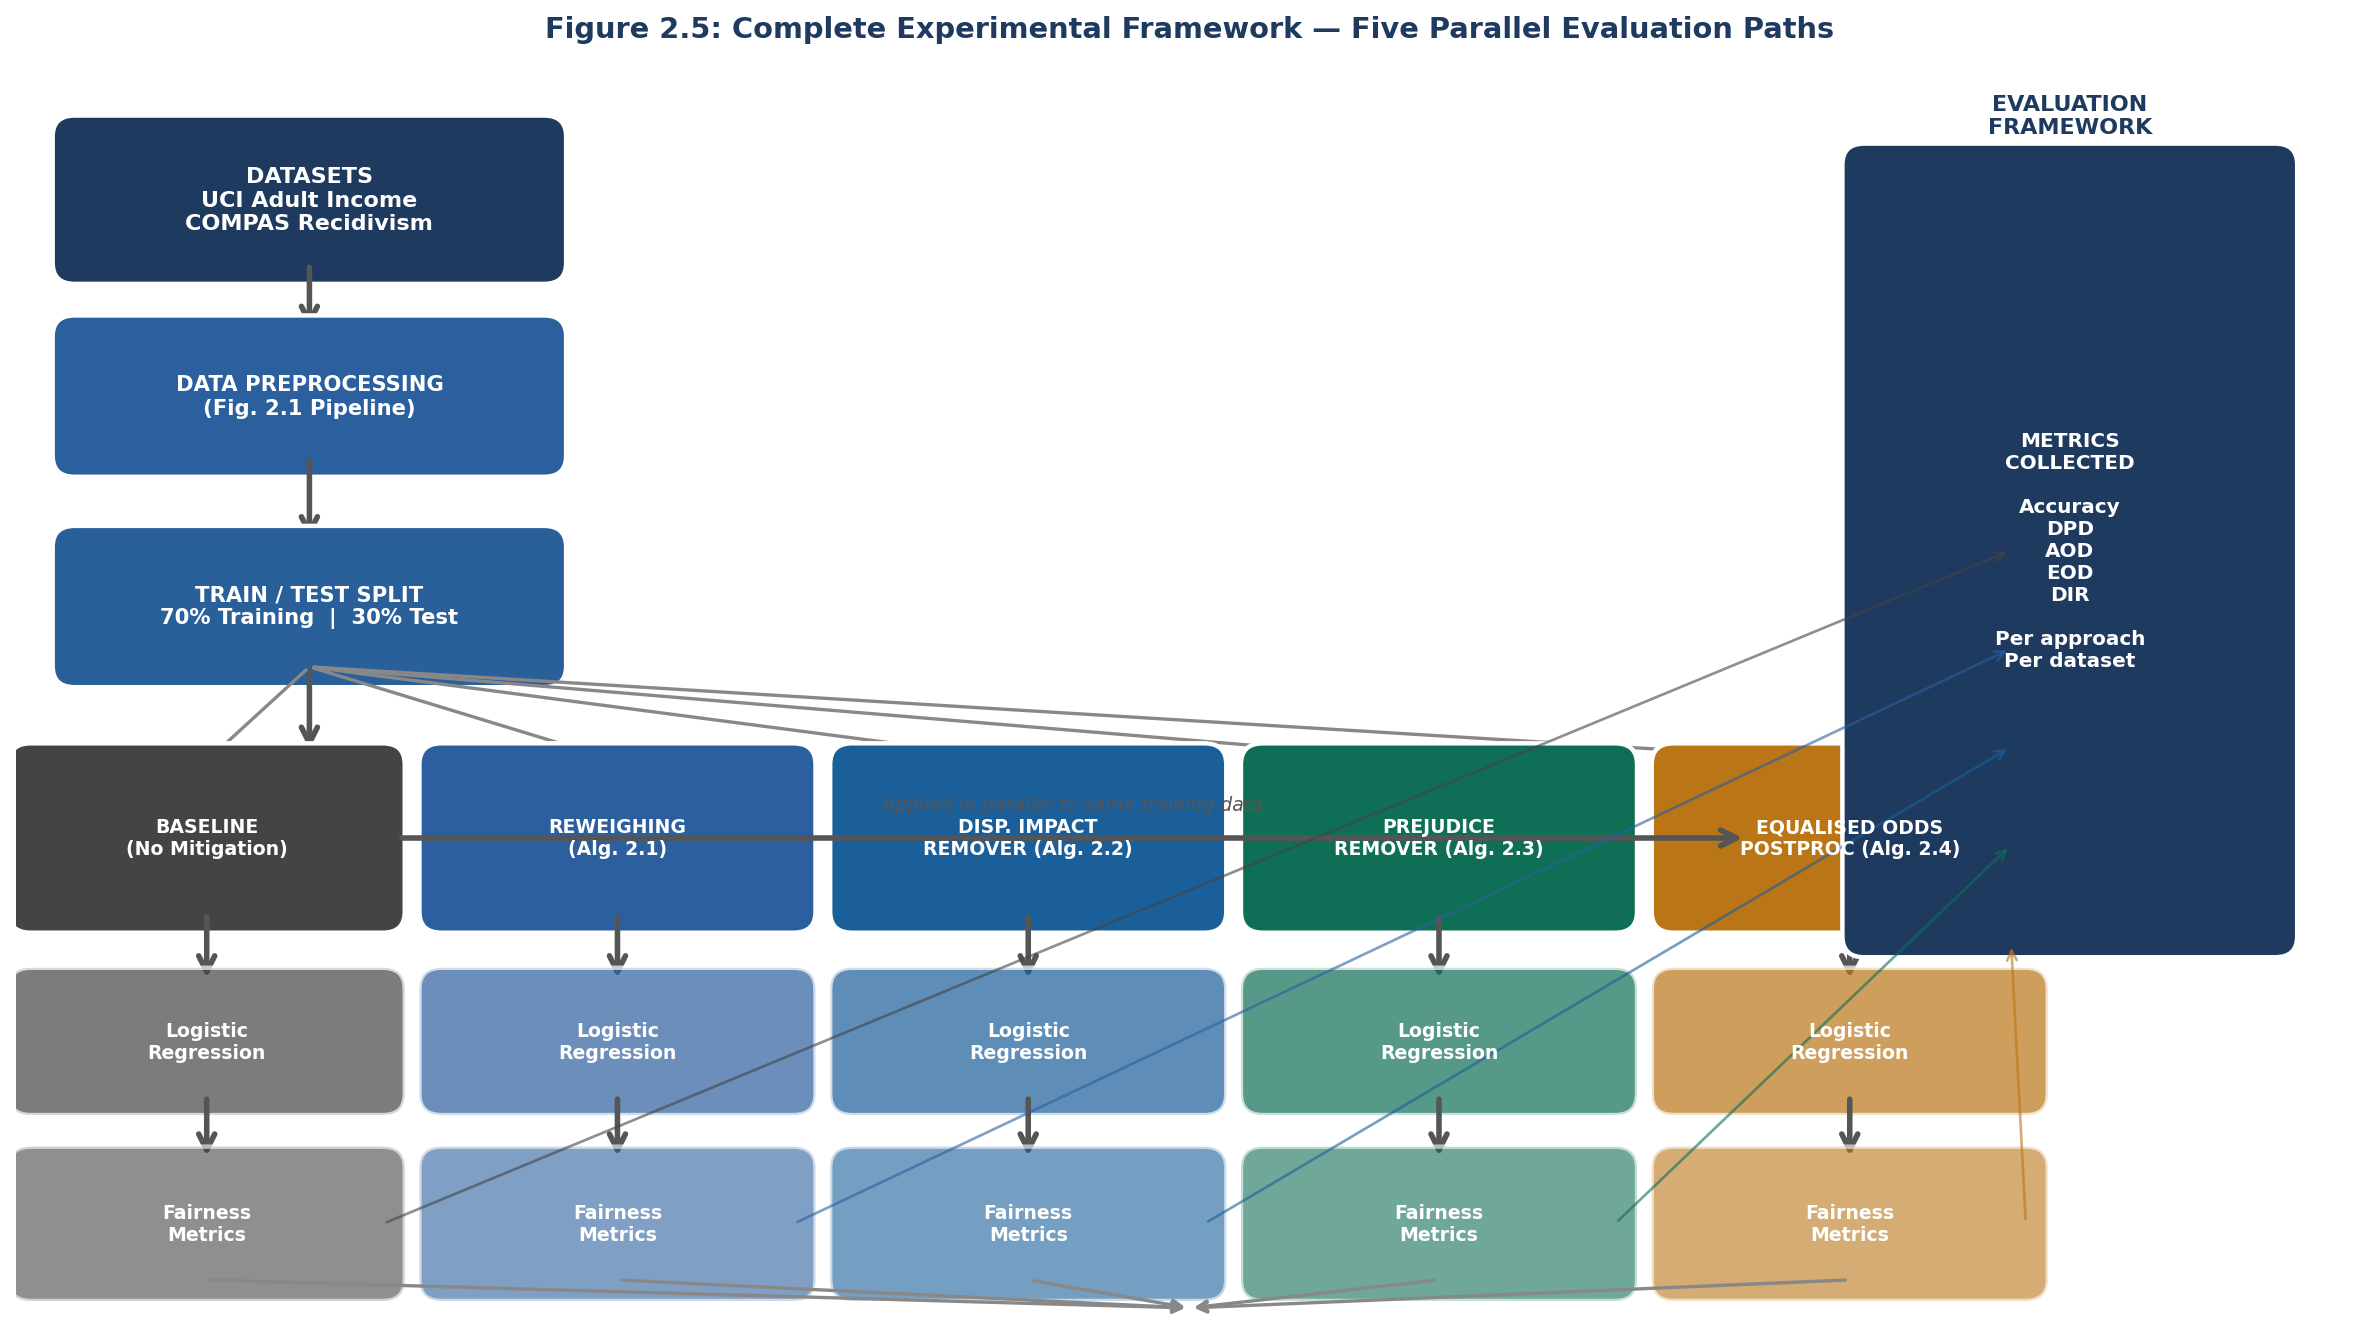 Figure 2.5: Complete Experimental Framework — Five Parallel Evaluation Paths
EVALUATION
FRAMEWORK
DATASETS
UCI Adult Income
COMPAS Recidivism
DATA PREPROCESSING
(Fig. 2.1 Pipeline)
TRAIN / TEST SPLIT
70% Training | 30% Test
METRICS
COLLECTED
Accuracy
DPD
AOD
EOD
DIR
Per approach
Per dataset
Applied in parallel to same training data
BASELINE
(No Mitigation)
REWEIGHING
(Alg. 2.1)
DISP. IMPACT
REMOVER (Alg. 2.2)
PREJUDICE
REMOVER (Alg. 2.3)
EQUALISED ODDS
POSTPROC (Alg. 2.4)
Logistic
Regression
Logistic
Regression
Logistic
Regression
Logistic
Regression
Logistic
Regression
Fairness
Metrics
Fairness
Metrics
Fairness
Metrics
Fairness
Metrics
Fairness
Metrics